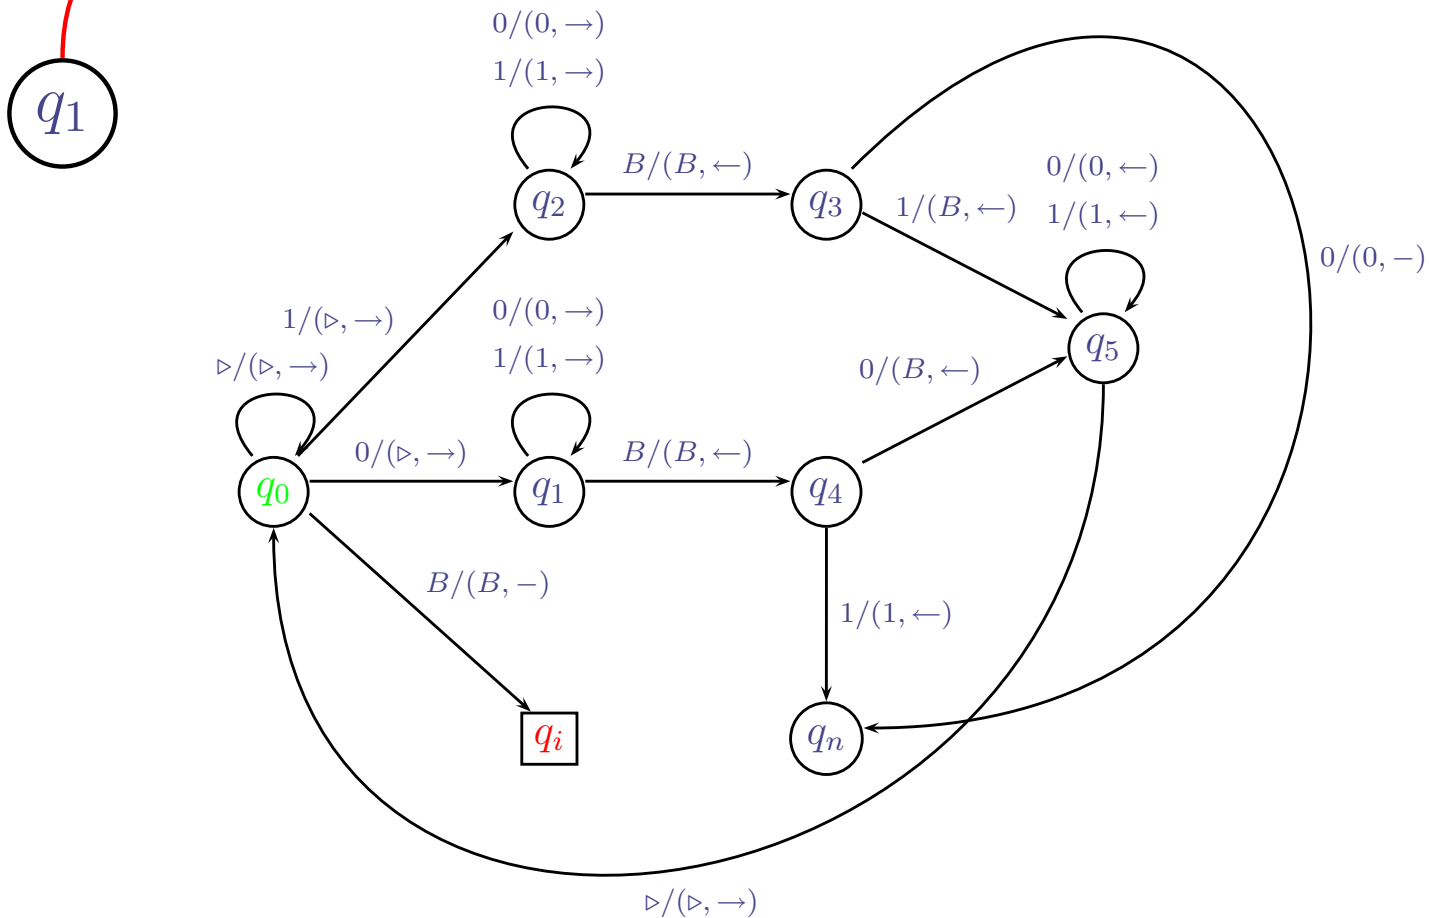 0/(0, →)
1/(1, →)
q1
B/(B, ←)
0/(0, ←)
1/(1, ←)
q2
q3
1/(B, ←)
0/(0, −)
1/(▹, →)
▹/(▹, →)
0/(0, →)
1/(1, →)
q5
0/(B, ←)
0/(▹, →)
B/(B, ←)
q0
q1
q4
B/(B, −)
1/(1, ←)
qi
qn
▹/(▹, →)